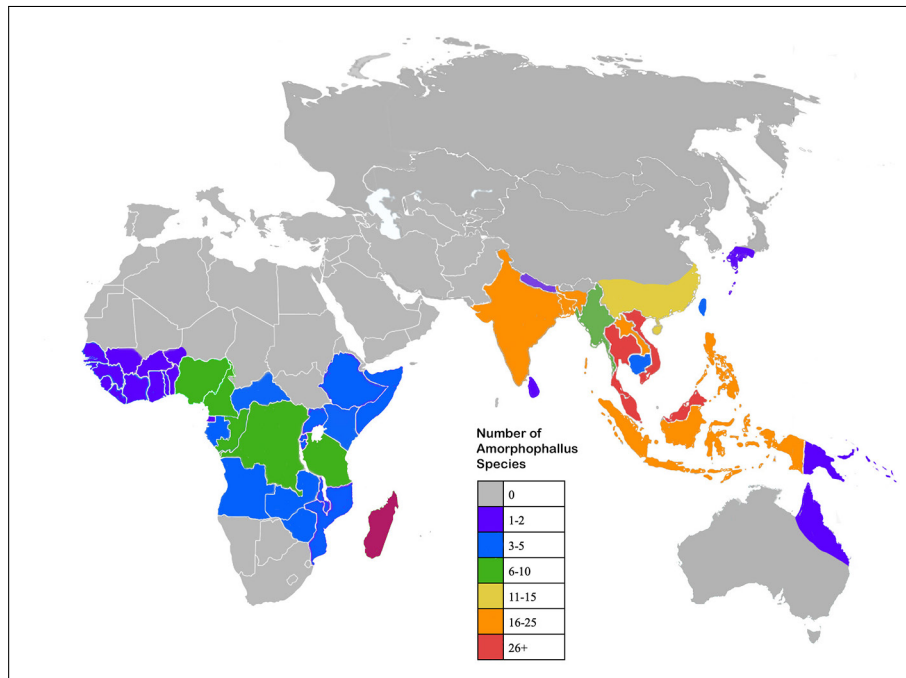 Number of
Amorphophallus
Species
0
1-2
3-5
6-10
11-15
16-25
26+